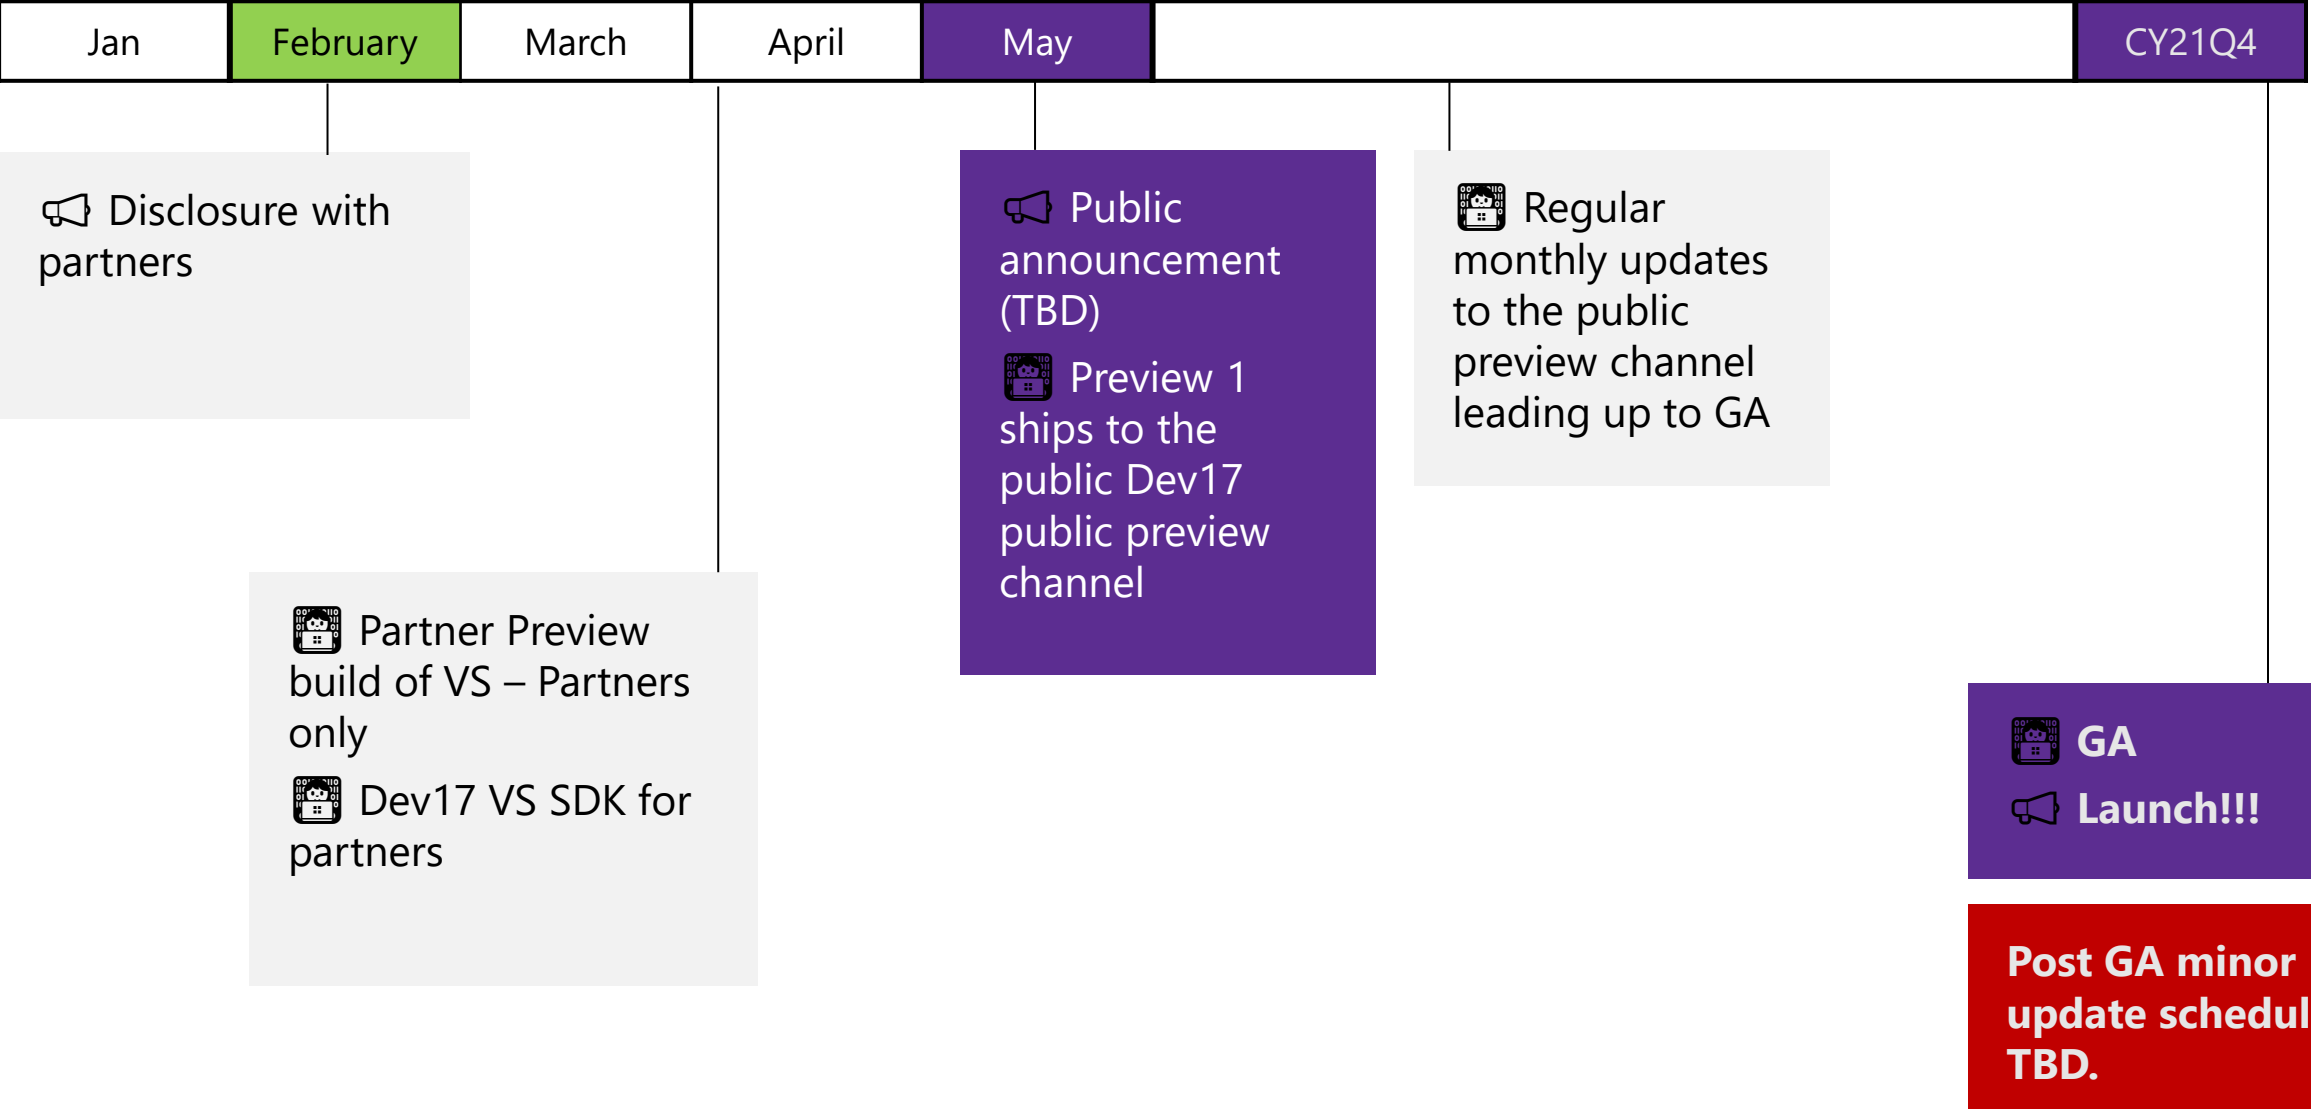 Jan
February
March
April
May
CY21Q4
Disclosure with
partners
Partner Preview
build of VS – Partners
only
Dev17 VS SDK for
partners
Public
announcement
(TBD)
Preview 1
ships to the
public Dev17
public preview
channel
Regular
monthly updates
to the public
preview channel
leading up to GA
GA
Launch!!!
Post GA minor
update schedul
TBD.